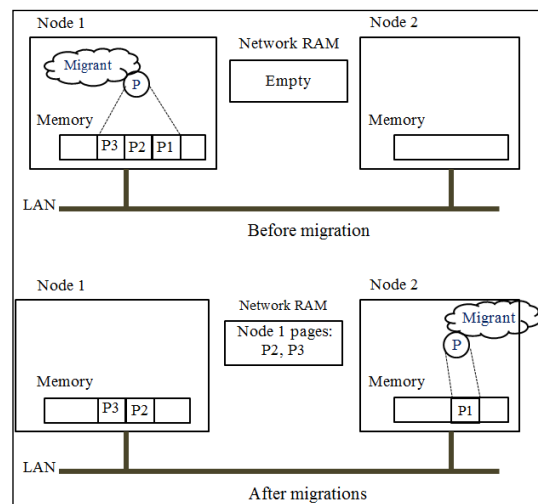 Node 1
Network RAM
Node 2
Migrant
P
Empty
Memory
Memory
P3 P2 P1
LAN
Before migration
Node 1
Network RAM
Node 2
Node 1 pages:
P2, P3
Migrant
P
Memory
Memory
P3 P2
P1
LAN
After migrations